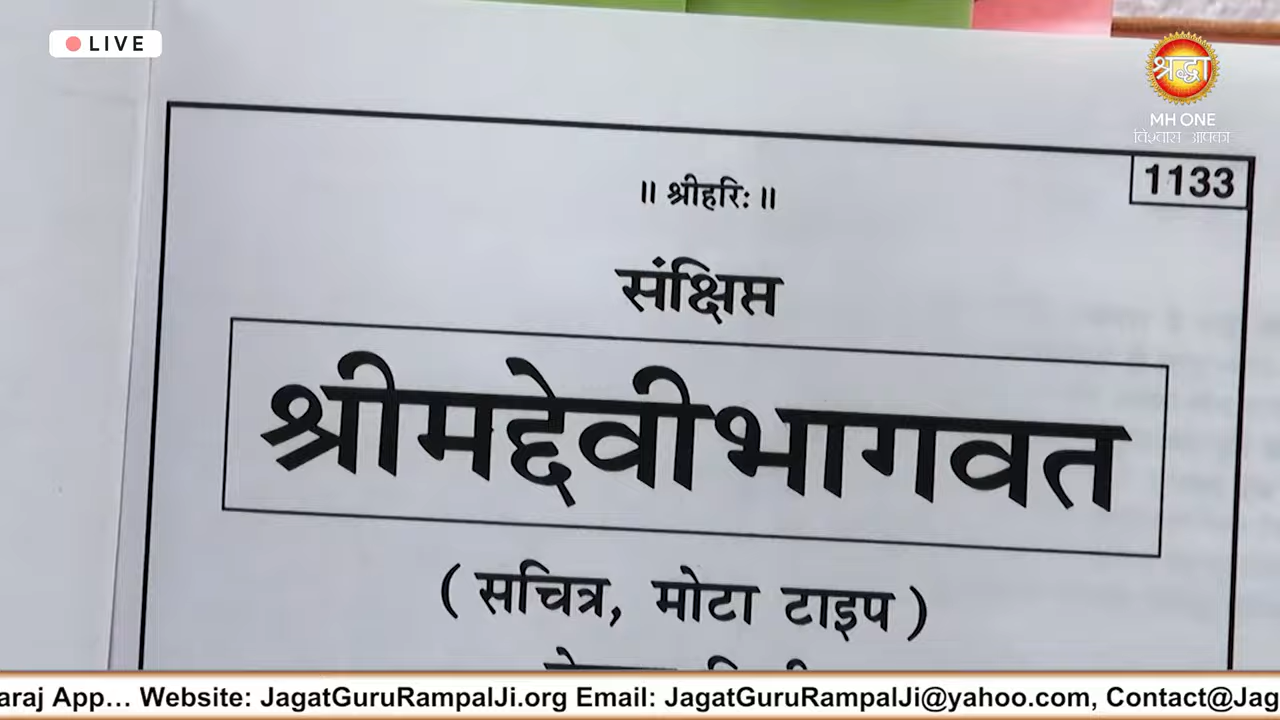 LIVE
श्रद्धा
MH ONE
विश्वास आपका
1133
॥ श्रीहरिः ॥
संक्षिप्त
श्रीमद्देवीभागवत
( सचित्र, मोटा टाइप )
araj App... Website: JagatGuruRampalJi.org Email: JagatGuruRampalJi@yahoo.com, Contact@Jag